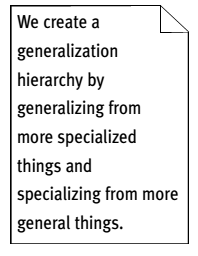 We create a
generalization
hierarchy by
generalizing from
more specialized
things and
specializing from more
general things.